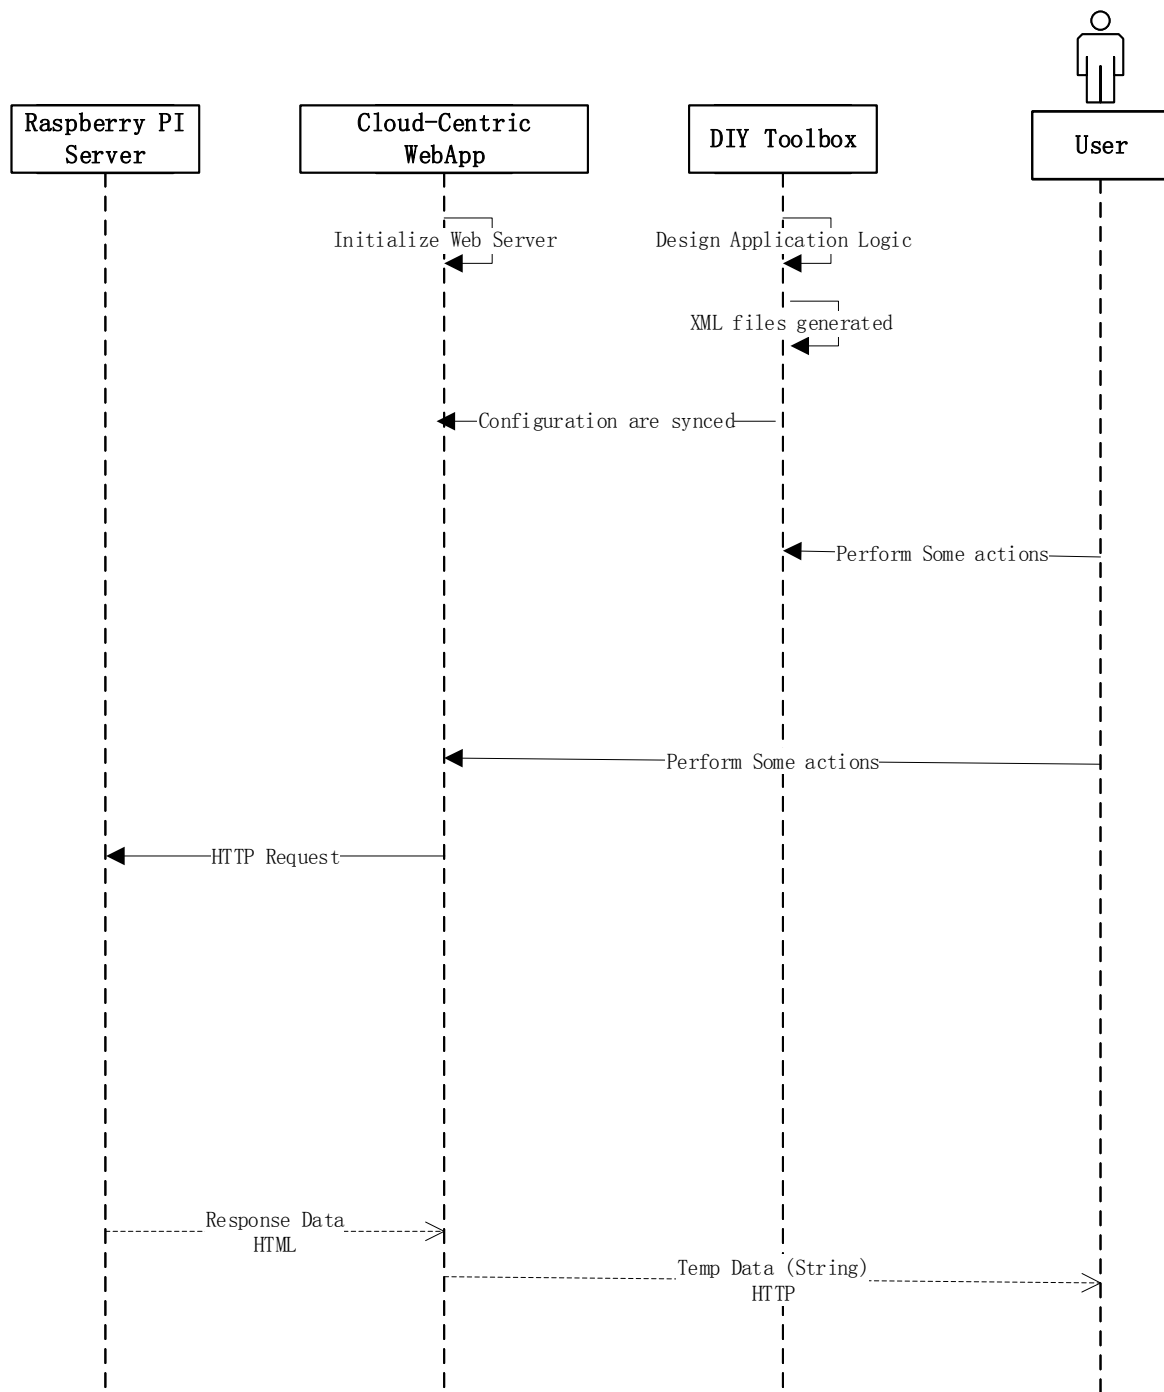 Raspberry PI
Server
Cloud-Centric
WebApp
DIY Toolbox
User
Initialize Web Server
Design Application Logic
XML files generated
Configuration are synced
Perform Some actions
Perform Some actions
HTTP Request
Response Data
HTML
Temp Data (String)
HTTP